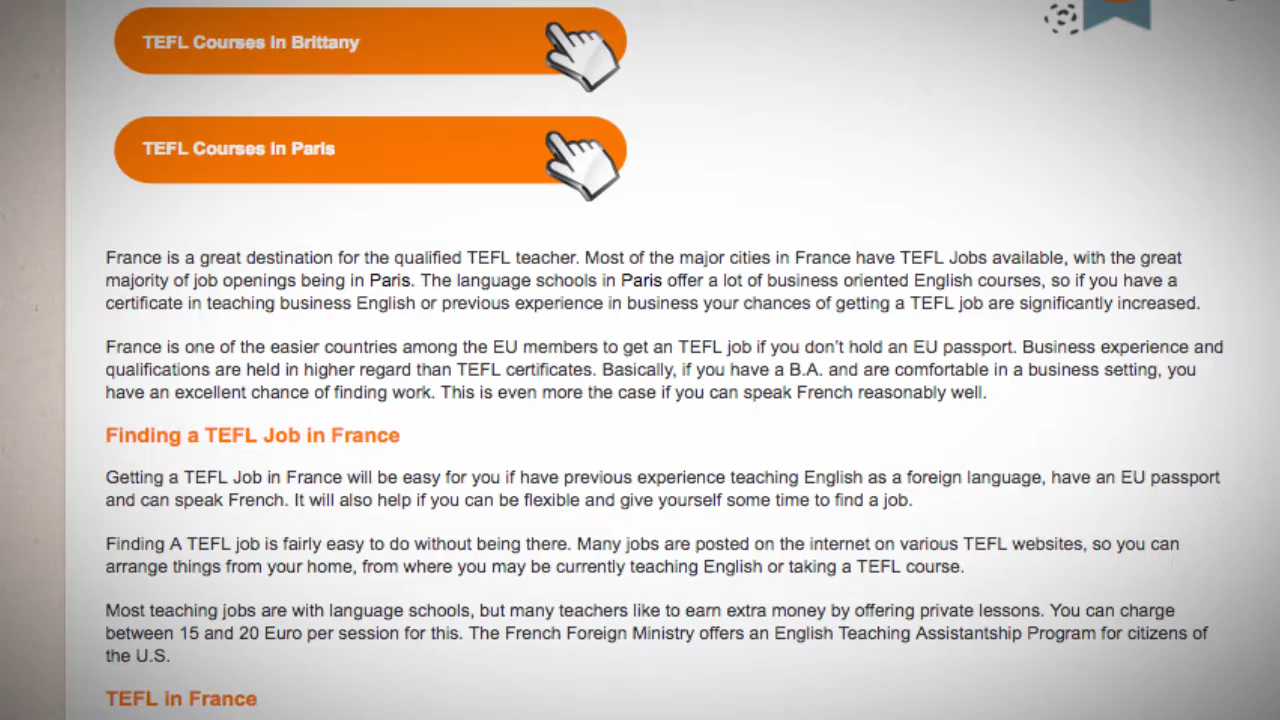 TEFL Courses in Brittany
TEFL Courses in Paris
France is a great destination for the qualified TEFL teacher. Most of the major cities in France have TEFL Jobs available, with the great
majority of job openings being in Paris. The language schools in Paris offer a lot of business oriented English courses, so if you have a
certificate in teaching business English or previous experience in business your chances of getting a TEFL job are significantly increased.
France is one of the easier countries among the EU members to get an TEFL job if you don't hold an EU passport. Business experience and
qualifications are held in higher regard than TEFL certificates. Basically, if you have a B.A. and are comfortable in a business setting, you
have an excellent chance of finding work. This is even more the case if you can speak French reasonably well.
Finding a TEFL Job in France
Getting a TEFL Job in France will be easy for you if have previous experience teaching English as a foreign language, have an EU passport
and can speak French. It will also help if you can be flexible and give yourself some time to find a job.
Finding A TEFL job is fairly easy to do without being there. Many jobs are posted on the internet on various TEFL websites, so you can
arrange things from your home, from where you may be currently teaching English or taking a TEFL course.
Most teaching jobs are with language schools, but many teachers like to earn extra money by offering private lessons. You can charge
between 15 and 20 Euro per session for this. The French Foreign Ministry offers an English Teaching Assistantship Program for citizens of
the U.S.
TEFL in France